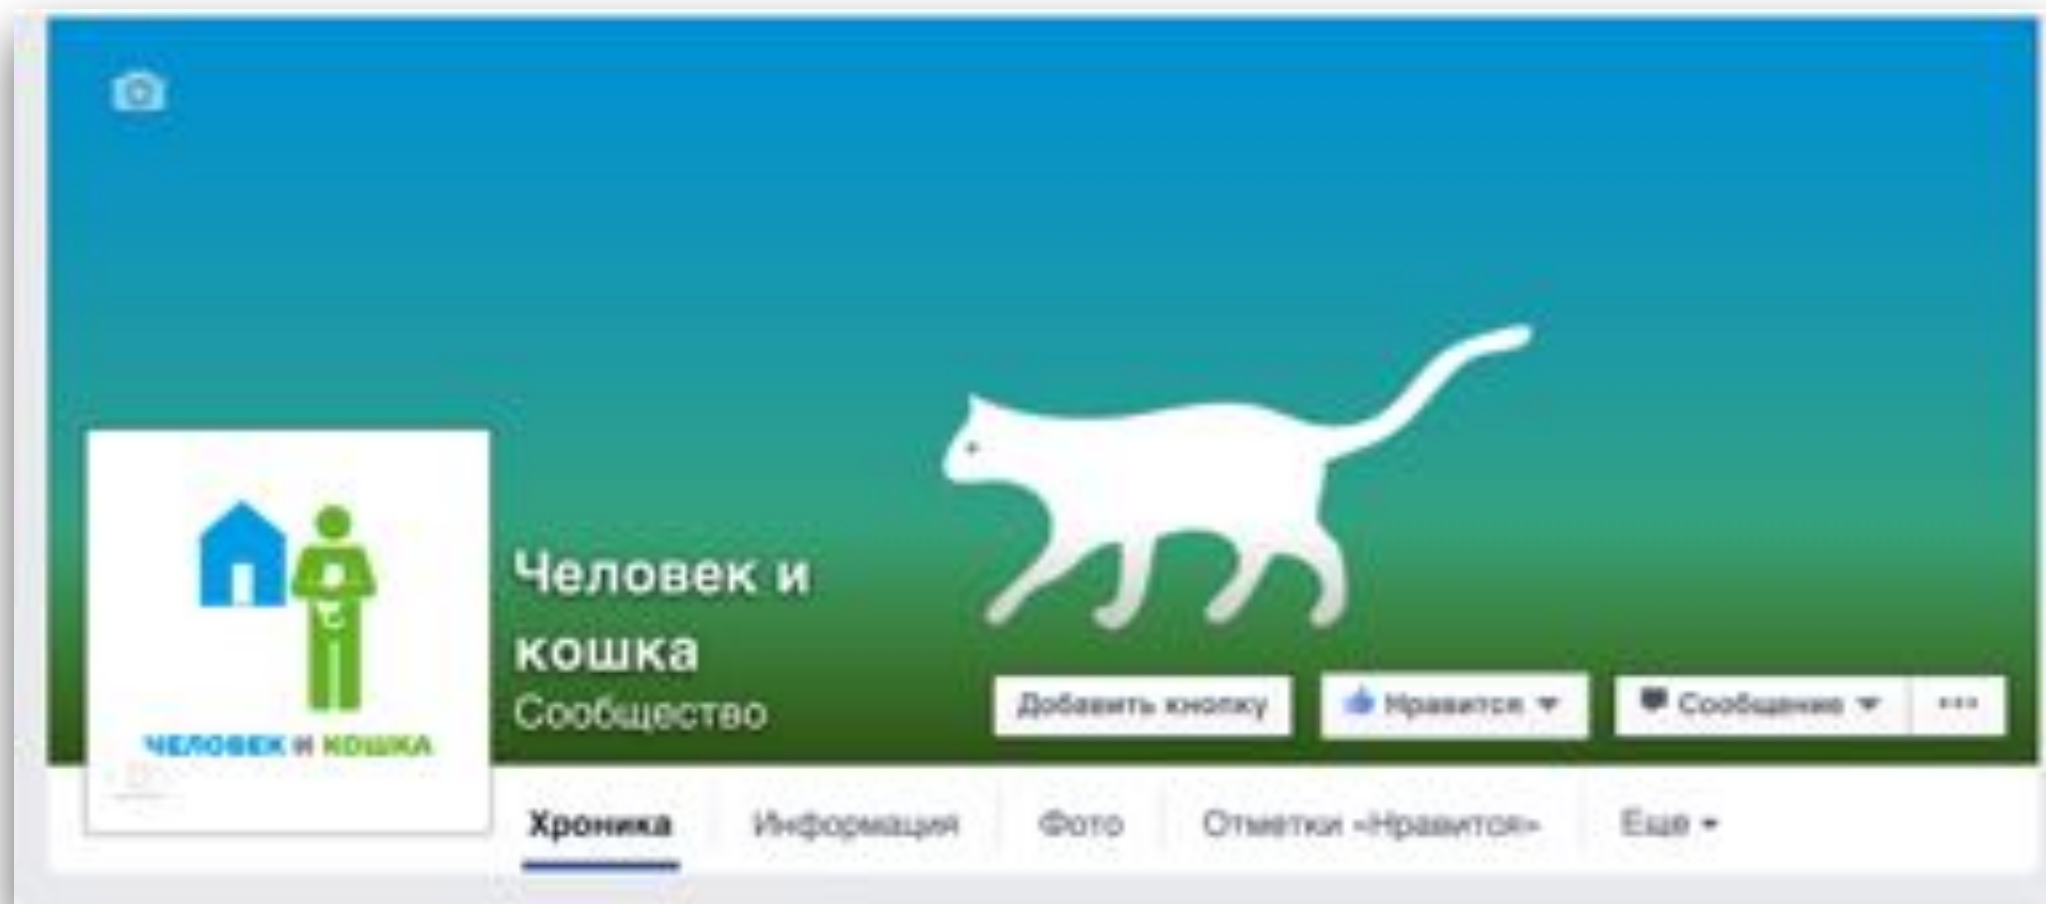 Человек и
кошка
Сообщество
Добавить кнопку
Нравится
Сообщение
ЧЕЛОВЕК И КОШКА
Хроника
Информация
Фото
Отметки «Нравится»
Еще